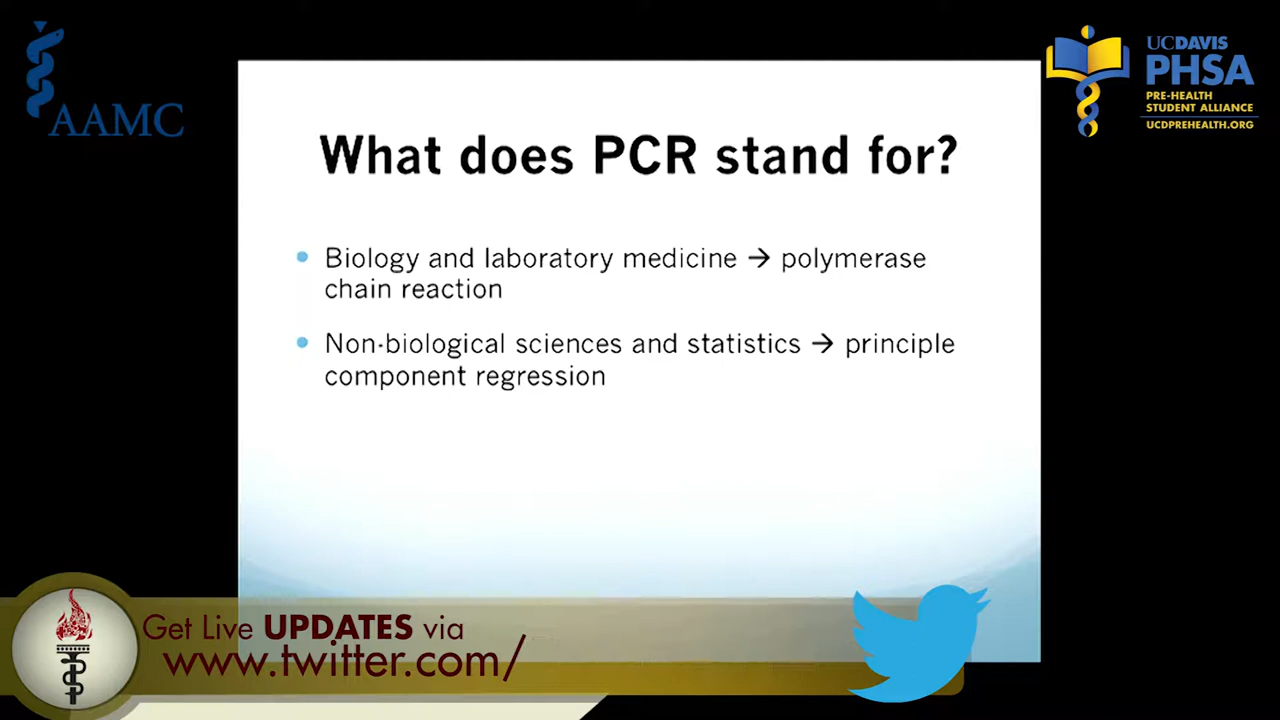 AAMC
UCDAVIS
PHSA
PRE-HEALTH
STUDENT ALLIANCE
UCDPREHEALTH.ORG
What does PCR stand for?
• Biology and laboratory medicine → polymerase
chain reaction
• Non-biological sciences and statistics → principle
component regression
Get Live UPDATES via
www.twitter.com/